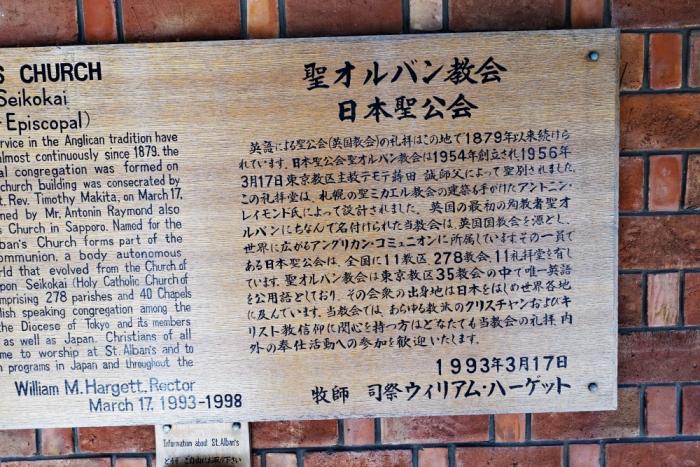 S CHURCH
Seikokai
Episcopal)
rvice in the Anglican tradition have
almost continuously since 1879. the
al congregation was formed on
church building was consecrated by
t. Rev. Timothy Makita, on March 17,
ned by Mr. Antonin Raymond also
s Church in Sapporo. Named for the
ban's Church forms part of the
ommunion, a body autonomous
rld that evolved from the Church of
pon Seikokai (Holy Catholic Church of
mprising 278 parishes and 40 Chapels
lish speaking congregation among the
the Diocese of Tokyo and its members
as well as Japan. Christians of all
me to worship at St. Alban's and to
n programs in Japan and throughout the
William M. Hargett, Rector
March 17. 1993-1998
聖オルバン教会
日本聖公会
英語による聖公会(英国教会)の礼拝はこの地で1879年以来続けら
れています。日本聖公会聖オルバン教会は1954年創立され1956年
3月17日東京教区主教テモテ蒔田 誠師父によって聖別されました。
この礼拝堂は、札幌の聖ミカエル教会の建築も手がけたアントニン・
レイモンド氏によって設計されました。英国の最初の殉教者聖オ
ルバンにちなんで名付けられた当教会は、英国国教会を源とし、
世界に広がるアングリカン・コミュニオンに所属しています。その一員で
ある日本聖公会は、全国に11教区、278教会、11礼拝堂を有し
ています。聖オルバン教会は東京教区35教会の中で唯一英語
を公用語としており、その会衆の出身地は日本をはじめ世界各地
に及んでいます。当教会では、あらゆる教派のクリスチャンおよびキ
リスト教信仰に関心を持つ方はどなたでも当教会の礼拝、内
外の奉仕活動への参加を歓迎いたします。
1993年3月17日
牧師 司祭ウィリアム・ハーゲット
Information about St. Alban's